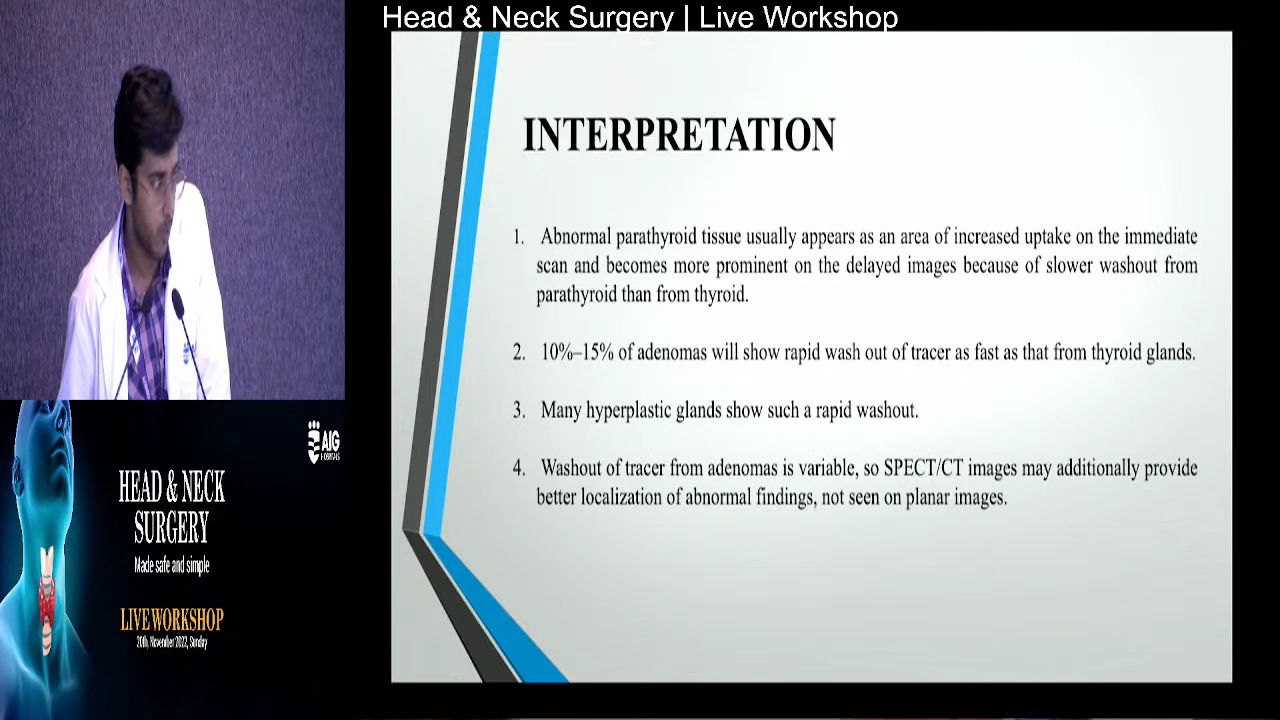 Head & Neck Surgery | Live Workshop
INTERPRETATION
1. Abnormal parathyroid tissue usually appears as an area of increased uptake on the immediate
scan and becomes more prominent on the delayed images because of slower washout from
parathyroid than from thyroid.
2. 10%–15% of adenomas will show rapid wash out of tracer as fast as that from thyroid glands.
3. Many hyperplastic glands show such a rapid washout.
4. Washout of tracer from adenomas is variable, so SPECT/CT images may additionally provide
better localization of abnormal findings, not seen on planar images.
AIG
HOSPITALS
HEAD & NECK
SURGERY
Made safe and simple
LIVE WORKSHOP
20th, November 2022, Sunday